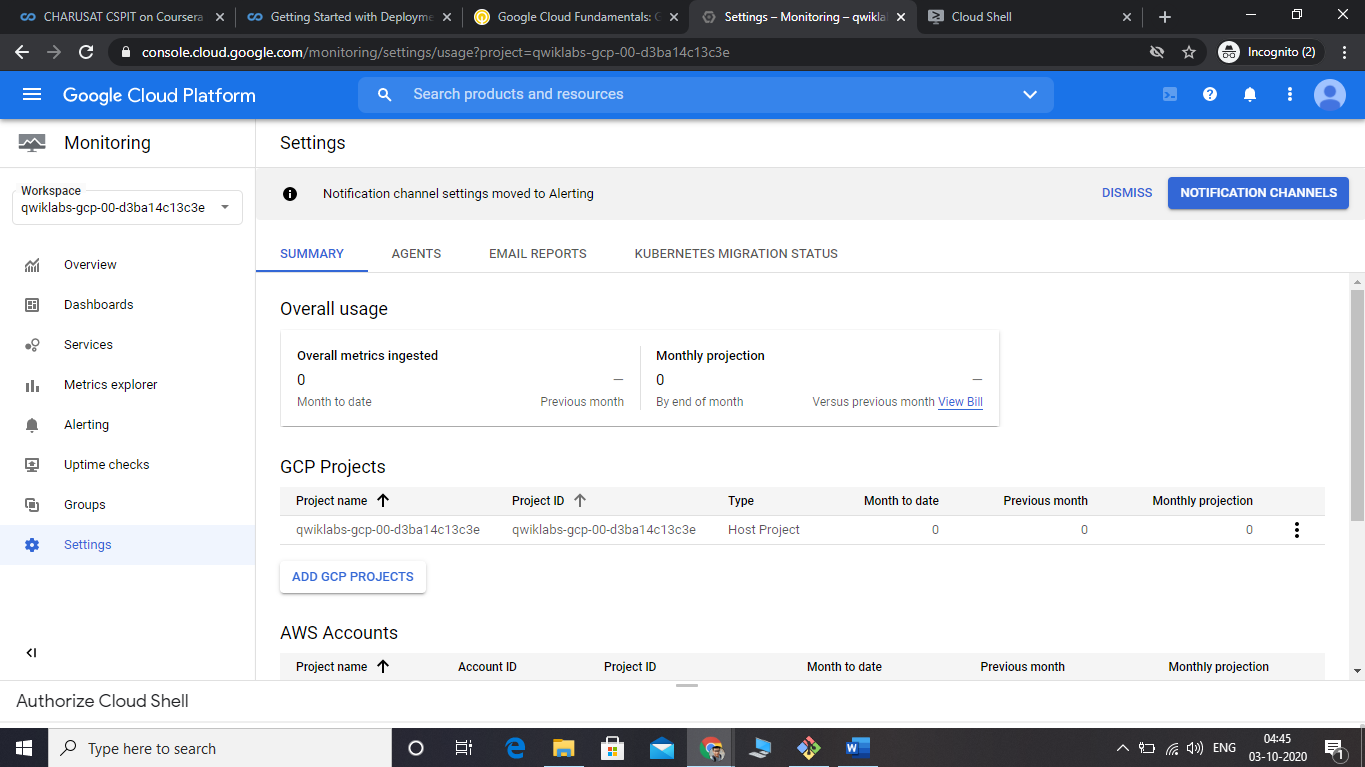 CHARUSAT CSPIT on Coursera
Getting Started with Deployme
Google Cloud Fundamentals: G
Settings – Monitoring – qwikla
Cloud Shell
console.cloud.google.com/monitoring/settings/usage?project=qwiklabs-gcp-00-d3ba14c13c3e
Incognito (2)
Google Cloud Platform
Search products and resources
Monitoring
Settings
Workspace
qwiklabs-gcp-00-d3ba14c13c3e
Notification channel settings moved to Alerting
DISMISS
NOTIFICATION CHANNELS
Overview
Dashboards
Services
Metrics explorer
Alerting
Uptime checks
Groups
Settings
SUMMARY AGENTS EMAIL REPORTS KUBERNETES MIGRATION STATUS
Overall usage
Overall metrics ingested
0 –
Month to date Previous month
Monthly projection
0 –
By end of month Versus previous month View Bill
GCP Projects
Project name Project ID Type Month to date Previous month Monthly projection
qwiklabs-gcp-00-d3ba14c13c3e qwiklabs-gcp-00-d3ba14c13c3e Host Project 0 0 0
ADD GCP PROJECTS
AWS Accounts
Project name Account ID Project ID Month to date Previous month Monthly projection
Authorize Cloud Shell
Type here to search
ENG
04:45
03-10-2020
1